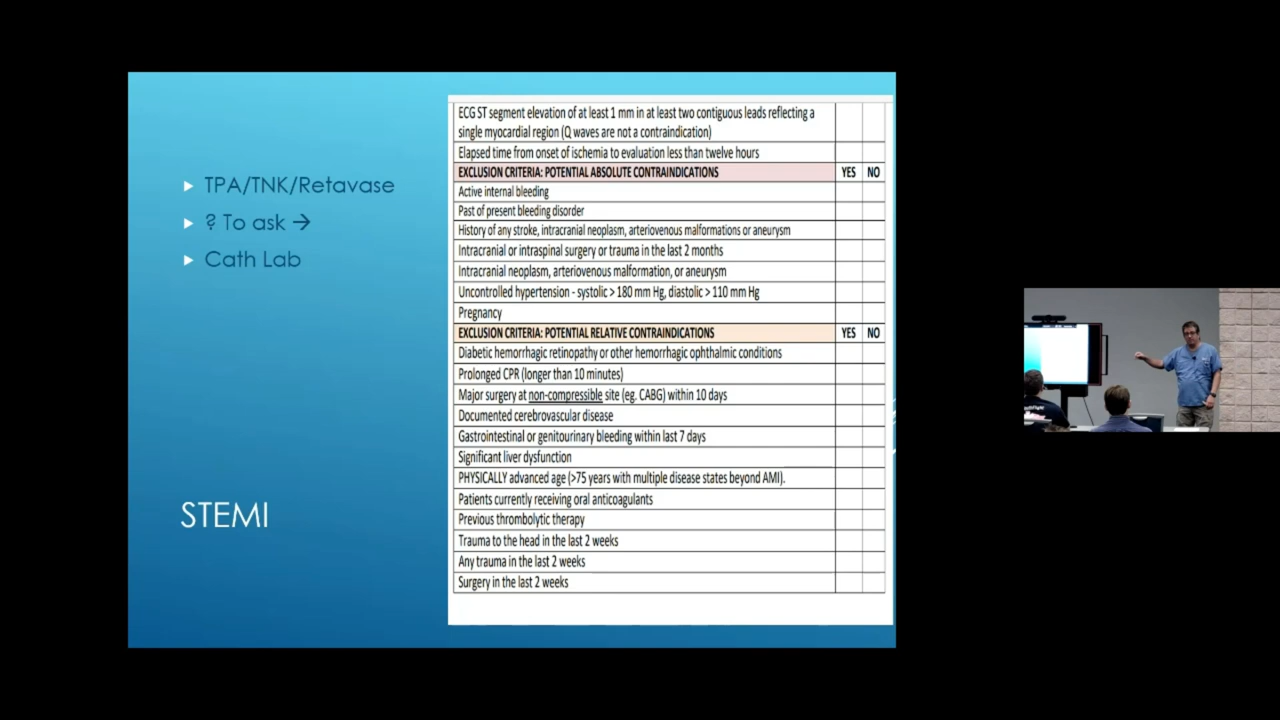 TPA/TNK/Retavase
? To ask →
Cath Lab
STEMI
ECG ST segment elevation of at least 1 mm in at least two contiguous leads reflecting a
single myocardial region (Q waves are not a contraindication)
Elapsed time from onset of ischemia to evaluation less than twelve hours
EXCLUSION CRITERIA: POTENTIAL ABSOLUTE CONTRAINDICATIONS YES NO
Active internal bleeding
Past of present bleeding disorder
History of any stroke, intracranial neoplasm, arteriovenous malformations or aneurysm
Intracranial or intraspinal surgery or trauma in the last 2 months
Intracranial neoplasm, arteriovenous malformation, or aneurysm
Uncontrolled hypertension - systolic > 180 mm Hg, diastolic > 110 mm Hg
Pregnancy
EXCLUSION CRITERIA: POTENTIAL RELATIVE CONTRAINDICATIONS YES NO
Diabetic hemorrhagic retinopathy or other hemorrhagic ophthalmic conditions
Prolonged CPR (longer than 10 minutes)
Major surgery at non-compressible site (eg. CABG) within 10 days
Documented cerebrovascular disease
Gastrointestinal or genitourinary bleeding within last 7 days
Significant liver dysfunction
PHYSICALLY advanced age (>75 years with multiple disease states beyond AMI).
Patients currently receiving oral anticoagulants
Previous thrombolytic therapy
Trauma to the head in the last 2 weeks
Any trauma in the last 2 weeks
Surgery in the last 2 weeks